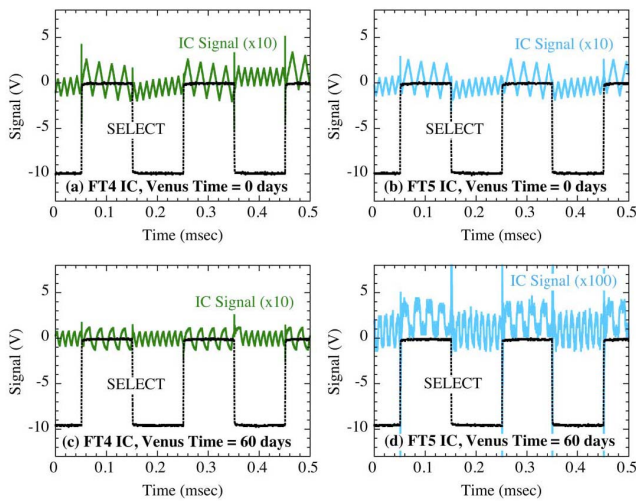 5
0
-5
-10
Signal (V)
IC Signal (x10)
SELECT
(a) FT4 IC, Venus Time = 0 days
0 0.1 0.2 0.3 0.4 0.5
Time (msec)
5
0
-5
-10
Signal (V)
IC Signal (x10)
SELECT
(b) FT5 IC, Venus Time = 0 days
0 0.1 0.2 0.3 0.4 0.5
Time (msec)
5
0
-5
-10
Signal (V)
IC Signal (x10)
SELECT
(c) FT4 IC, Venus Time = 60 days
0 0.1 0.2 0.3 0.4 0.5
Time (msec)
5
0
-5
-10
Signal (V)
IC Signal (x100)
SELECT
(d) FT5 IC, Venus Time = 60 days
0 0.1 0.2 0.3 0.4 0.5
Time (msec)